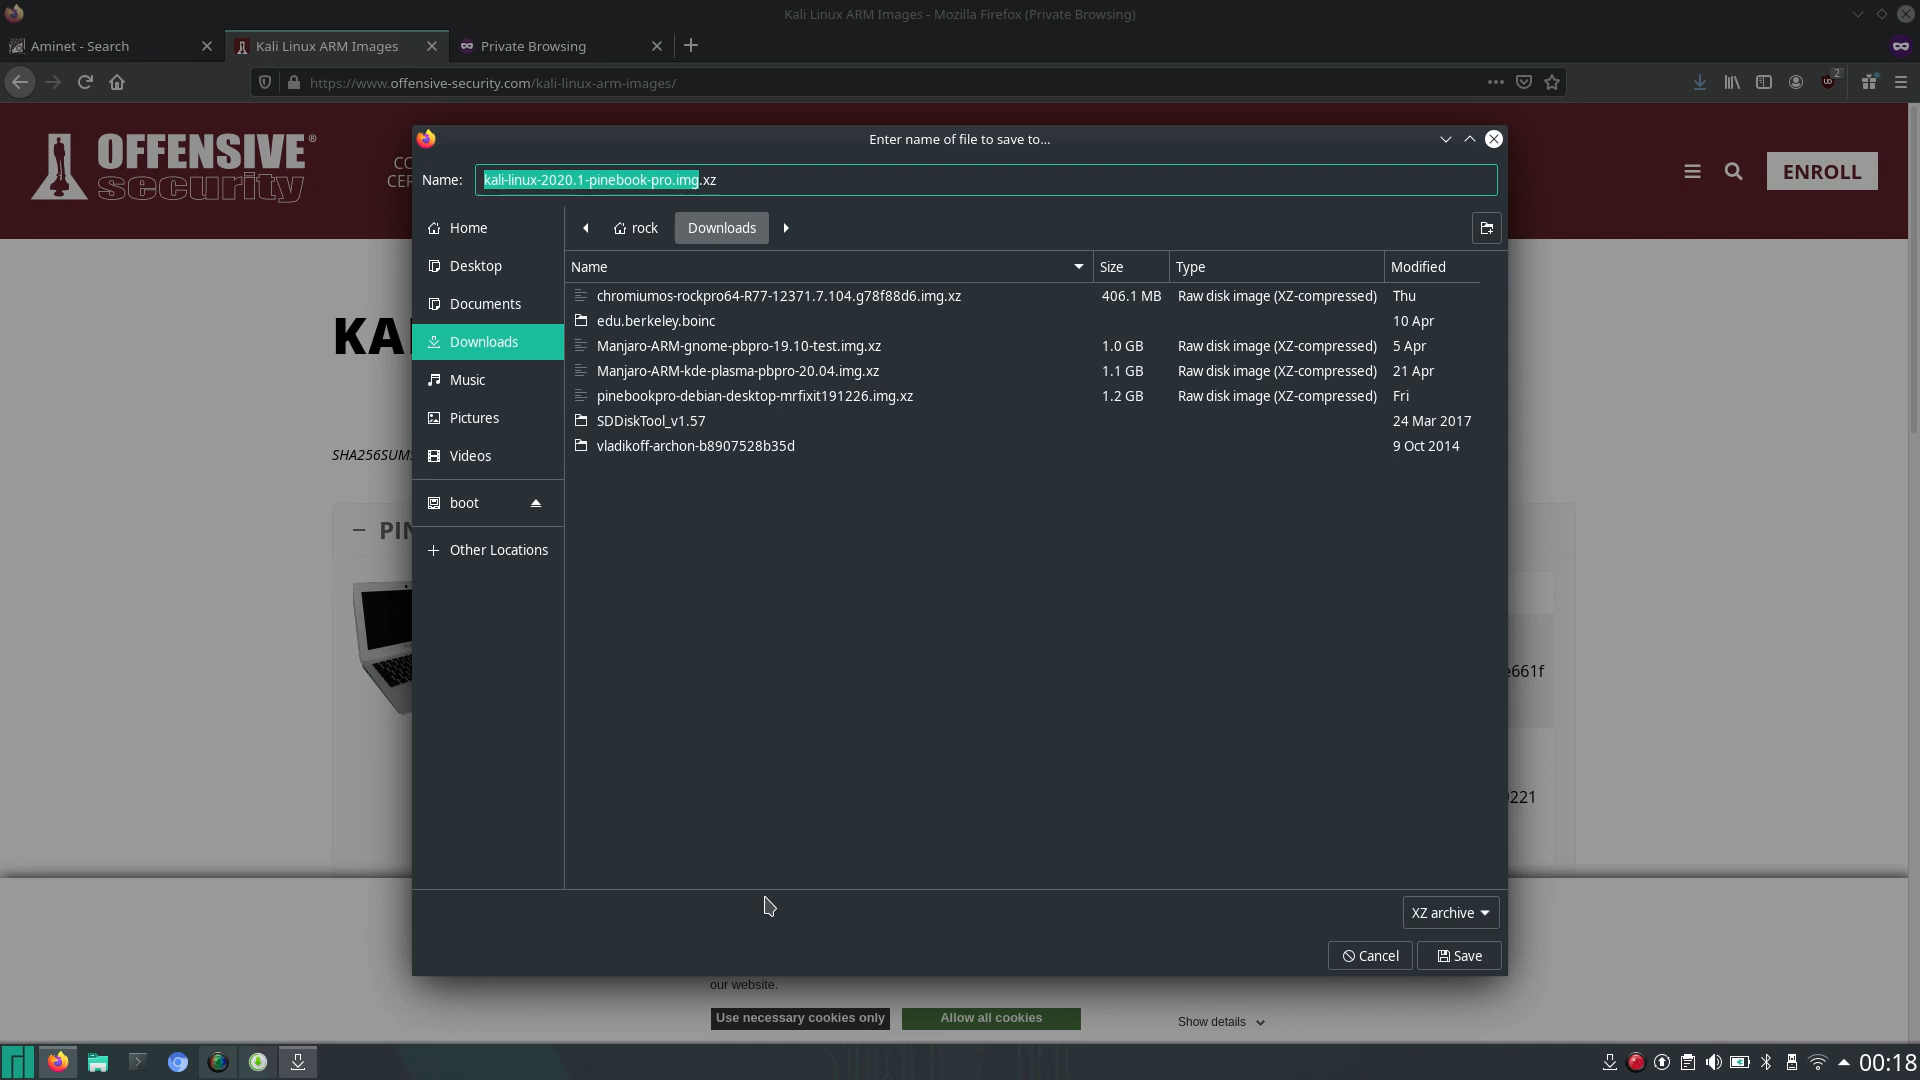 Kali Linux ARM Images - Mozilla Firefox (Private Browsing)
Aminet - Search
Kali Linux ARM Images
Private Browsing
https://www.offensive-security.com/kali-linux-arm-images/
2
OFFENSIVE®
security
CO
CER
ENROLL
Enter name of file to save to...
Name: kali-linux-2020.1-pinebook-pro.img.xz
Home
Desktop
Documents
Downloads
Music
Pictures
Videos
boot
Other Locations
rock Downloads
Name Size Type Modified
chromiumos-rockpro64-R77-12371.7.104.g78f88d6.img.xz 406.1 MB Raw disk image (XZ-compressed) Thu
edu.berkeley.boinc 10 Apr
Manjaro-ARM-gnome-pbpro-19.10-test.img.xz 1.0 GB Raw disk image (XZ-compressed) 5 Apr
Manjaro-ARM-kde-plasma-pbpro-20.04.img.xz 1.1 GB Raw disk image (XZ-compressed) 21 Apr
pinebookpro-debian-desktop-mrfixit191226.img.xz 1.2 GB Raw disk image (XZ-compressed) Fri
SDDiskTool_v1.57 24 Mar 2017
vladikoff-archon-b8907528b35d 9 Oct 2014
XZ archive
Cancel Save
KA
SHA256SUM
PIN
e661f
221
our website.
Use necessary cookies only
Allow all cookies
Show details
00:18